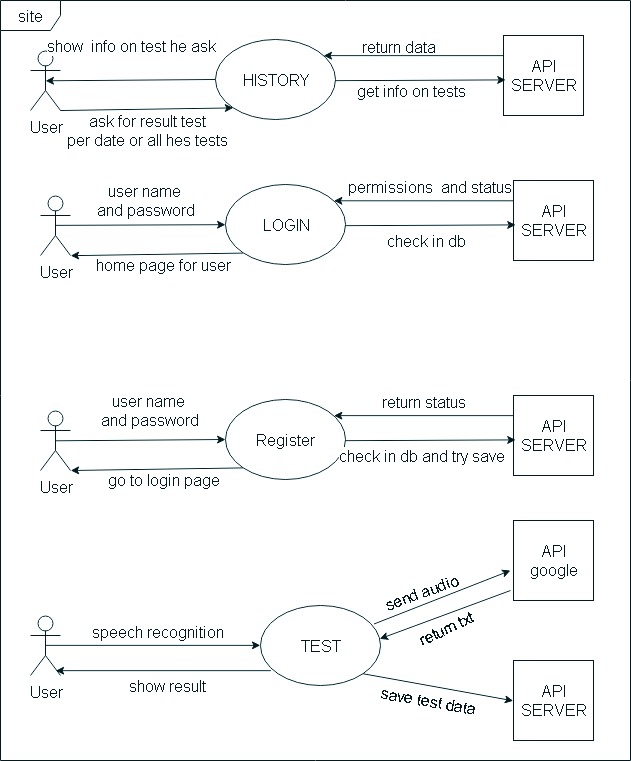 site
show info on test he ask
return data
HISTORY
API
SERVER
get info on tests
User
ask for result test
per date or all hes tests
user name
and password
permissions and status
LOGIN
API
SERVER
check in db
User
home page for user
user name
and password
return status
Register
API
SERVER
check in db and try save
User
go to login page
API
google
send audio
return txt
speech recognition
TEST
User
show result
save test data
API
SERVER